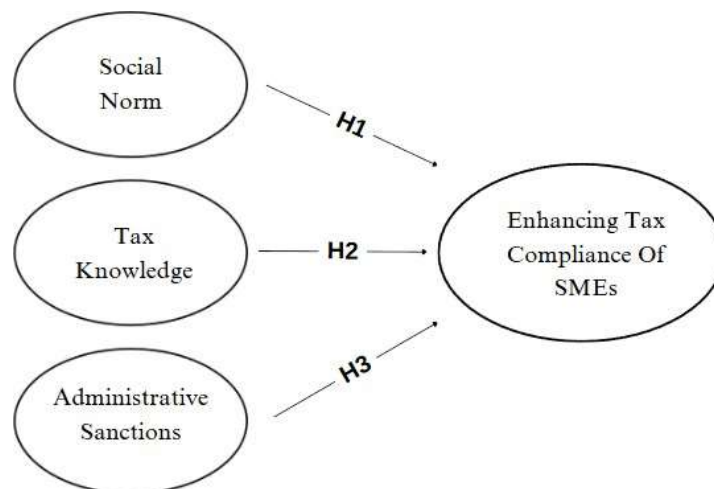 Social
Norm
H1
Tax
Knowledge
H2
Enhancing Tax
Compliance Of
SMEs
Administrative
Sanctions
H3